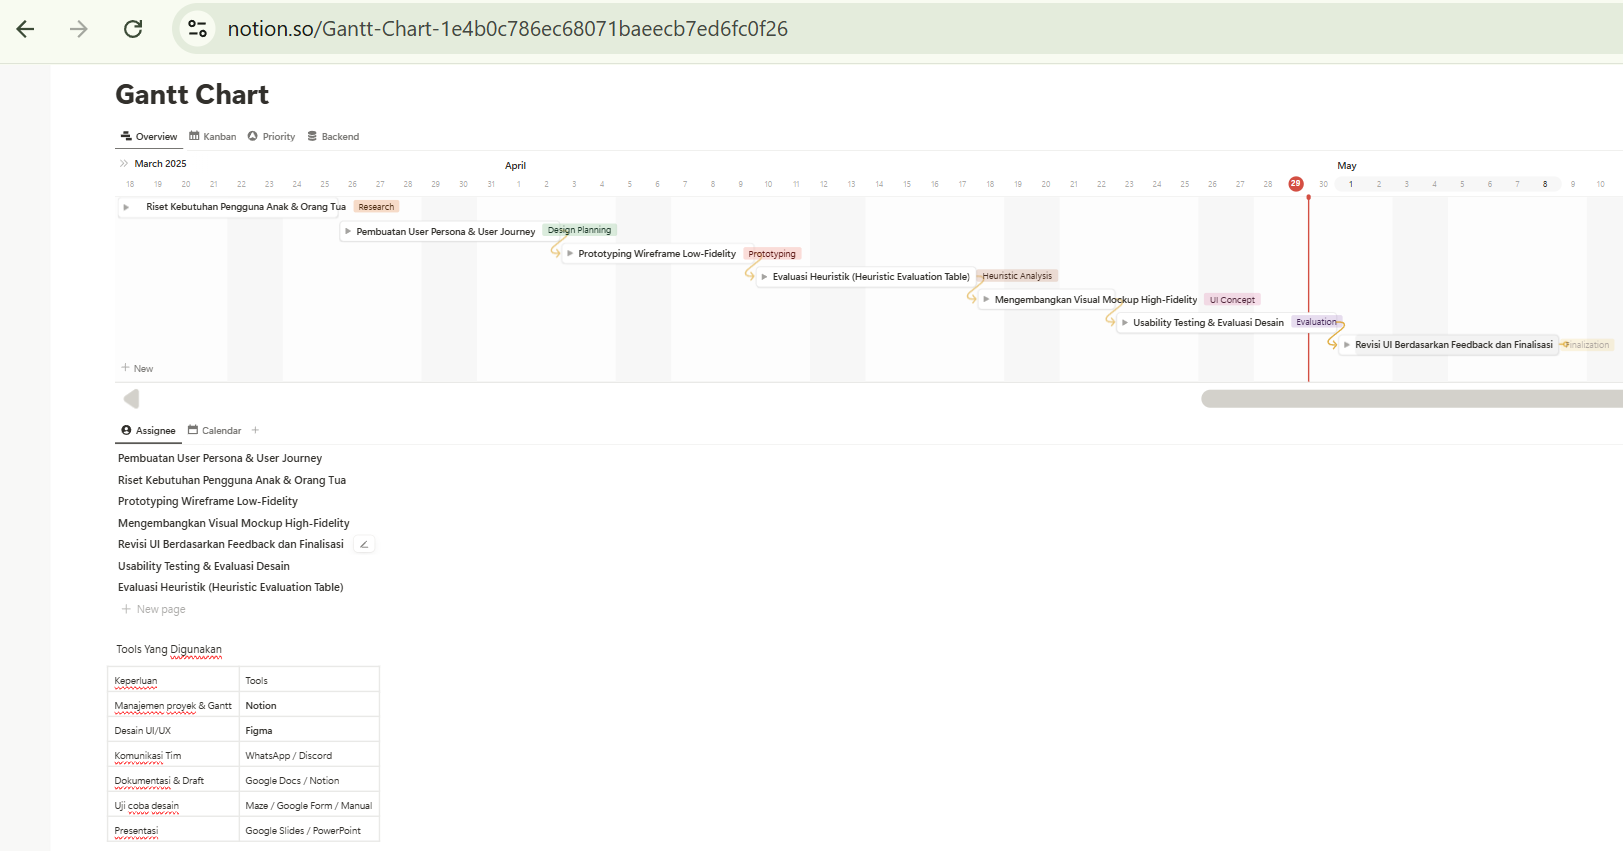 notion.so/Gantt-Chart-1e4b0c786ec68071baeecb7ed6fc0f26
Gantt Chart
Overview Kanban Priority Backend
March 2025 April May
18 19 20 21 22 23 24 25 26 27 28 29 30 31 1 2 3 4 5 6 7 8 9 10 11 12 13 14 15 16 17 18 19 20 21 22 23 24 25 26 27 28 29 30 1 2 3 4 5 6 7 8 9 10
Riset Kebutuhan Pengguna Anak & Orang Tua Research
Pembuatan User Persona & User Journey Design Planning
Prototyping Wireframe Low-Fidelity Prototyping
Evaluasi Heuristik (Heuristic Evaluation Table) Heuristic Analysis
Mengembangkan Visual Mockup High-Fidelity UI Concept
Usability Testing & Evaluasi Desain Evaluation
Revisi UI Berdasarkan Feedback dan Finalisasi Finalization
New
Assignee Calendar
Pembuatan User Persona & User Journey
Riset Kebutuhan Pengguna Anak & Orang Tua
Prototyping Wireframe Low-Fidelity
Mengembangkan Visual Mockup High-Fidelity
Revisi UI Berdasarkan Feedback dan Finalisasi
Usability Testing & Evaluasi Desain
Evaluasi Heuristik (Heuristic Evaluation Table)
New page
Tools Yang Digunakan
Keperluan Tools
Manajemen proyek & Gantt Notion
Desain UI/UX Figma
Komunikasi Tim WhatsApp / Discord
Dokumentasi & Draft Google Docs / Notion
Uji coba desain Maze / Google Form / Manual
Presentasi Google Slides / PowerPoint